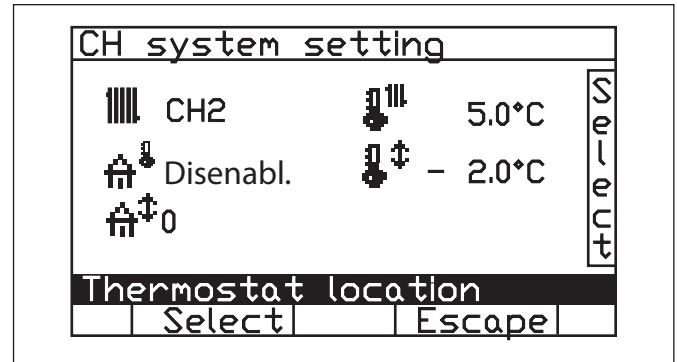 CH system setting
CH2 5.0°C
Disenabl. - 2.0°C
0
Select
Thermostat location
Select Escape